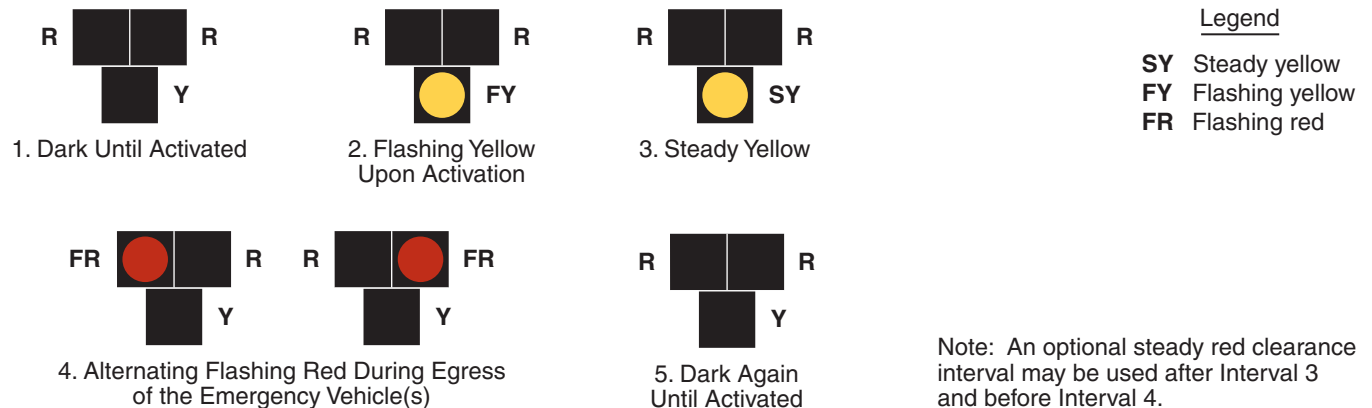 R R
Y
1. Dark Until Activated
R R
FY
2. Flashing Yellow
Upon Activation
R R
SY
3. Steady Yellow
Legend
SY Steady yellow
FY Flashing yellow
FR Flashing red
FR R
Y
R FR
Y
4. Alternating Flashing Red During Egress
of the Emergency Vehicle(s)
R R
Y
5. Dark Again
Until Activated
Note: An optional steady red clearance
interval may be used after Interval 3
and before Interval 4.